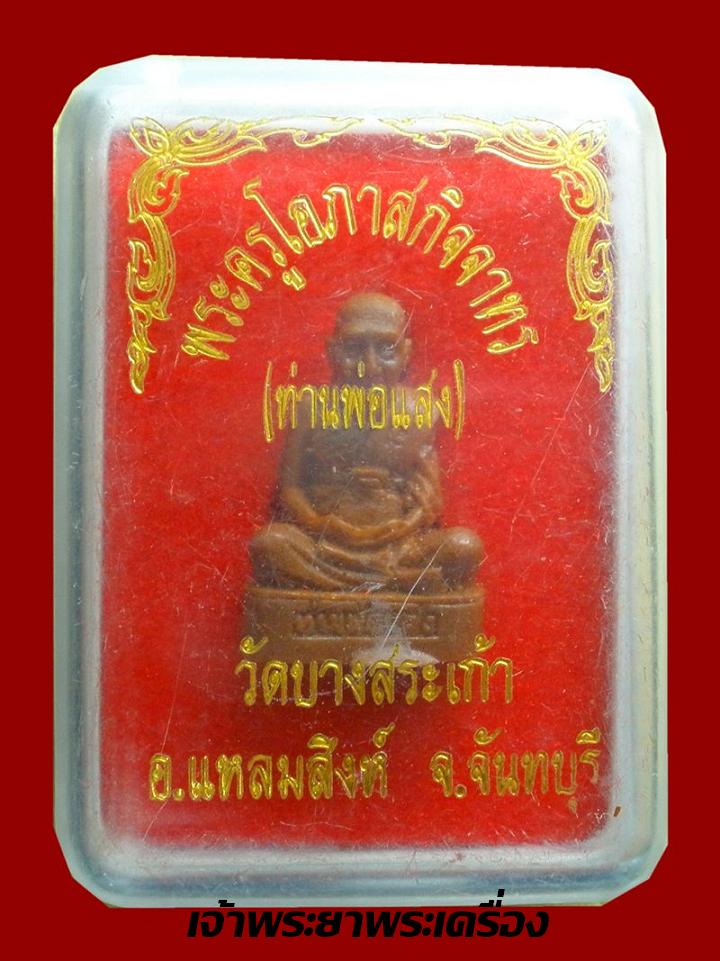 พระครูโอภาสกิจจาทร
(ท่านพ่อแสง)
วัดบางสระเก้า
อ.แหลมสิงห์ จ.จันทบุรี
เจ้าพระยาพระเครื่อง